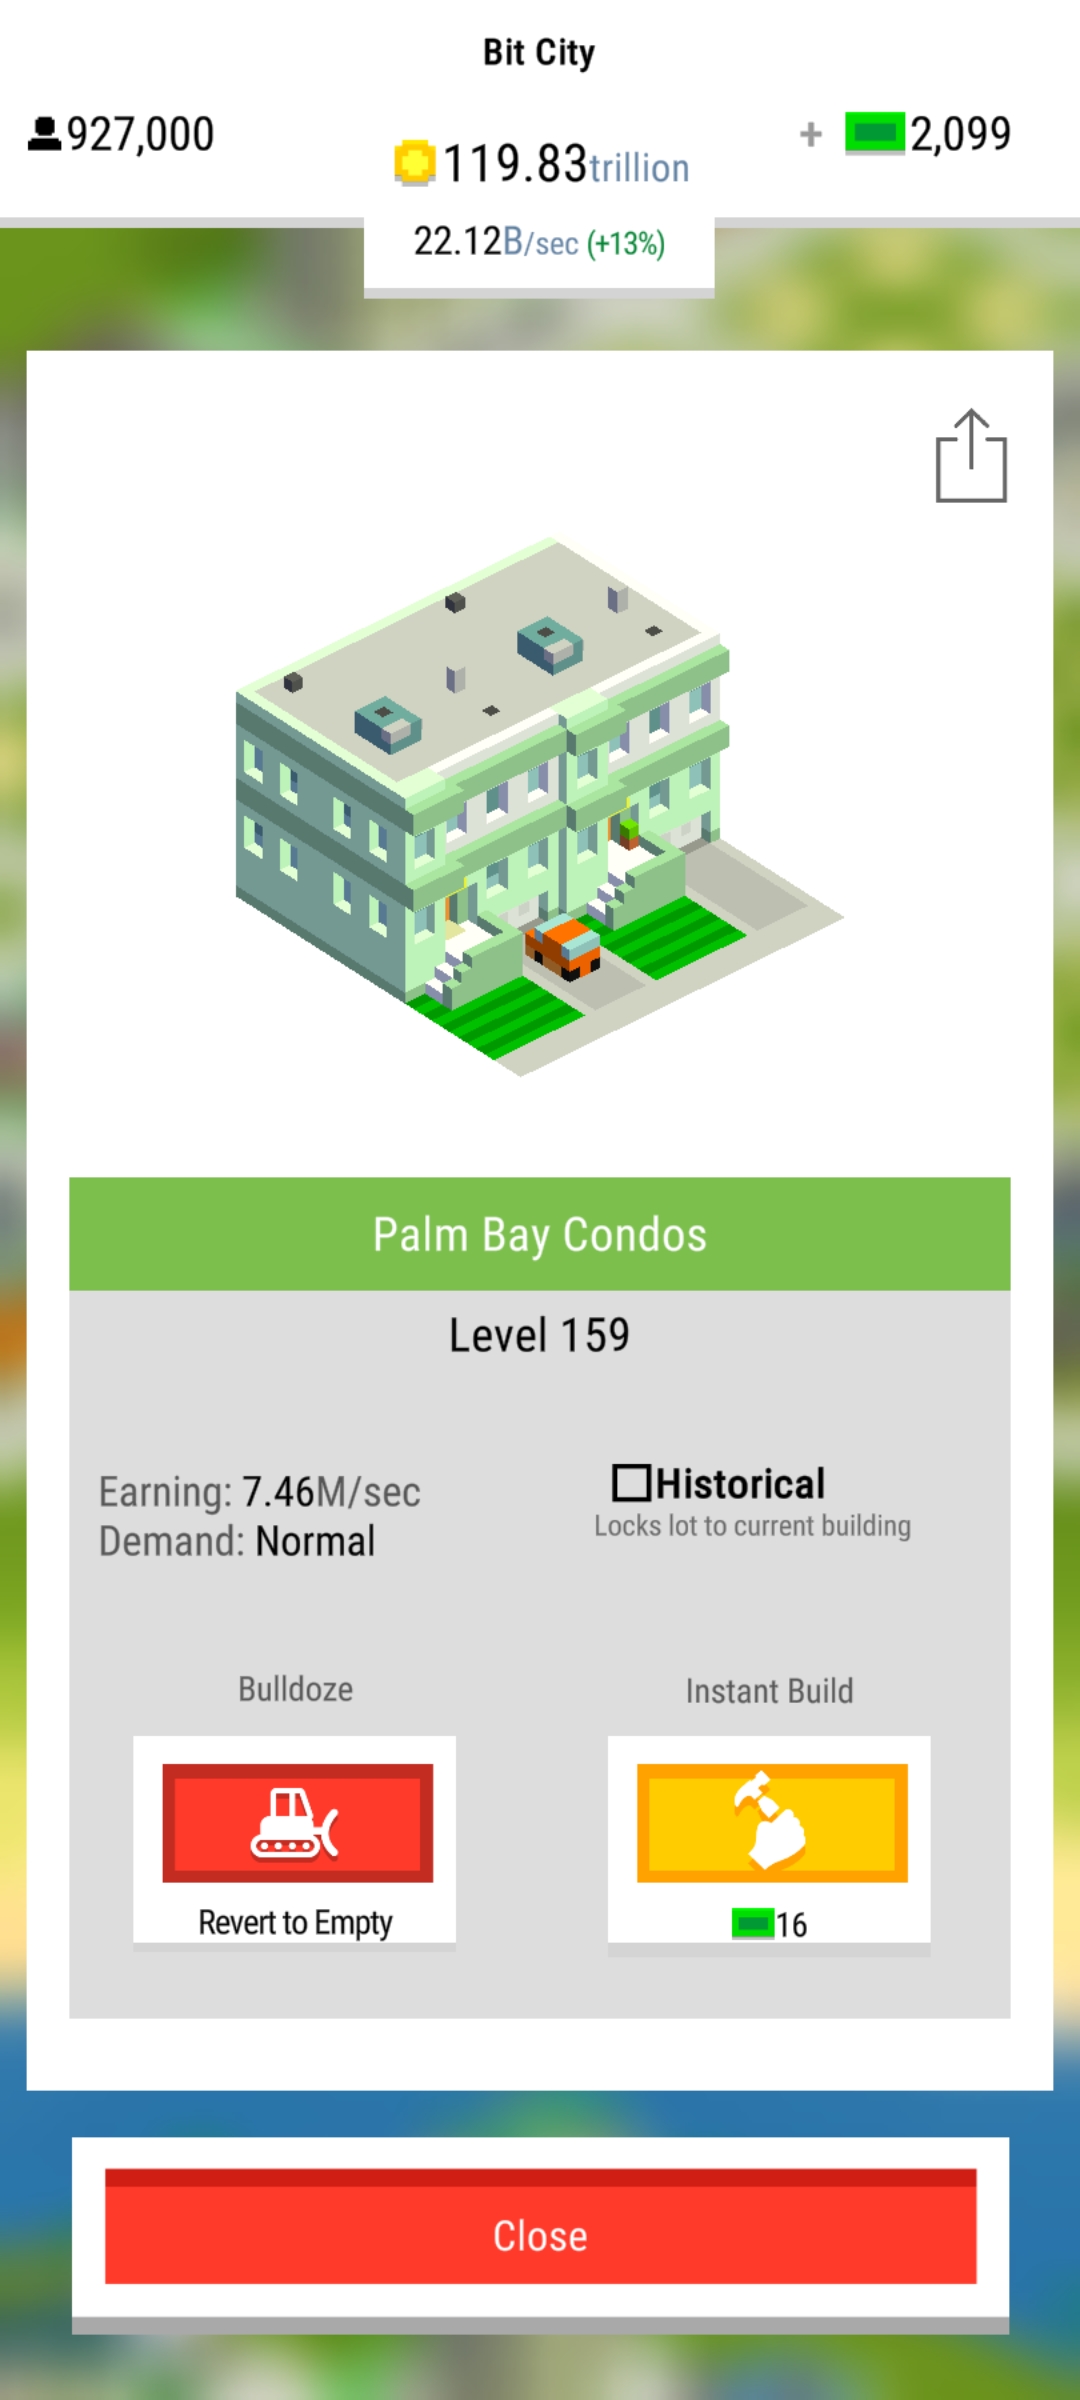 Bit City
927,000
119.83trillion
+ 2,099
22.12B/sec (+13%)
Palm Bay Condos
Level 159
Earning: 7.46M/sec
Demand: Normal
Historical
Locks lot to current building
Bulldoze
Revert to Empty
Instant Build
16
Close